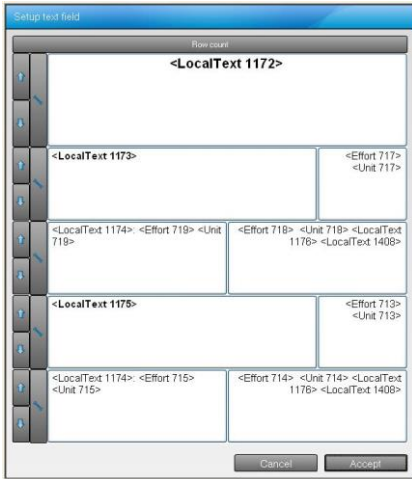 Setup text field
Row count
<LocalText 1172>
<LocalText 1173>
<Effort 717>
<Unit 717>
<LocalText 1174>: <Effort 719> <Unit
719>
<Effort 718> <Unit 718> <LocalText
1176> <LocalText 1408>
<LocalText 1175>
<Effort 713>
<Unit 713>
<LocalText 1174>: <Effort 715>
<Unit 715>
<Effort 714> <Unit 714> <LocalText
1176> <LocalText 1408>
Cancel
Accept